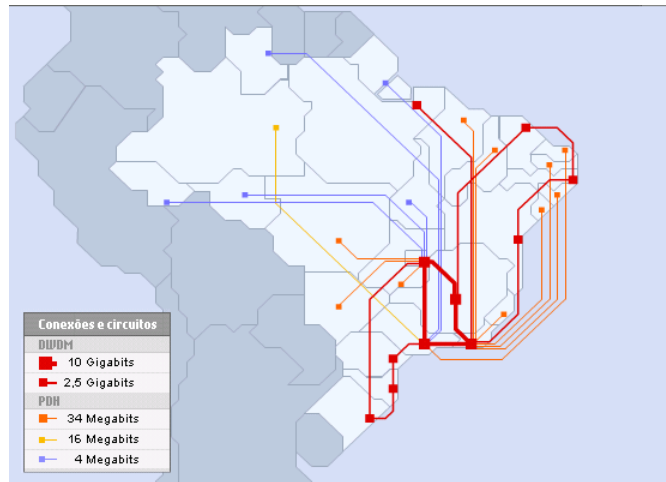 Conexões e circuitos
DWDM
10 Gigabits
2,5 Gigabits
PDH
34 Megabits
16 Megabits
4 Megabits